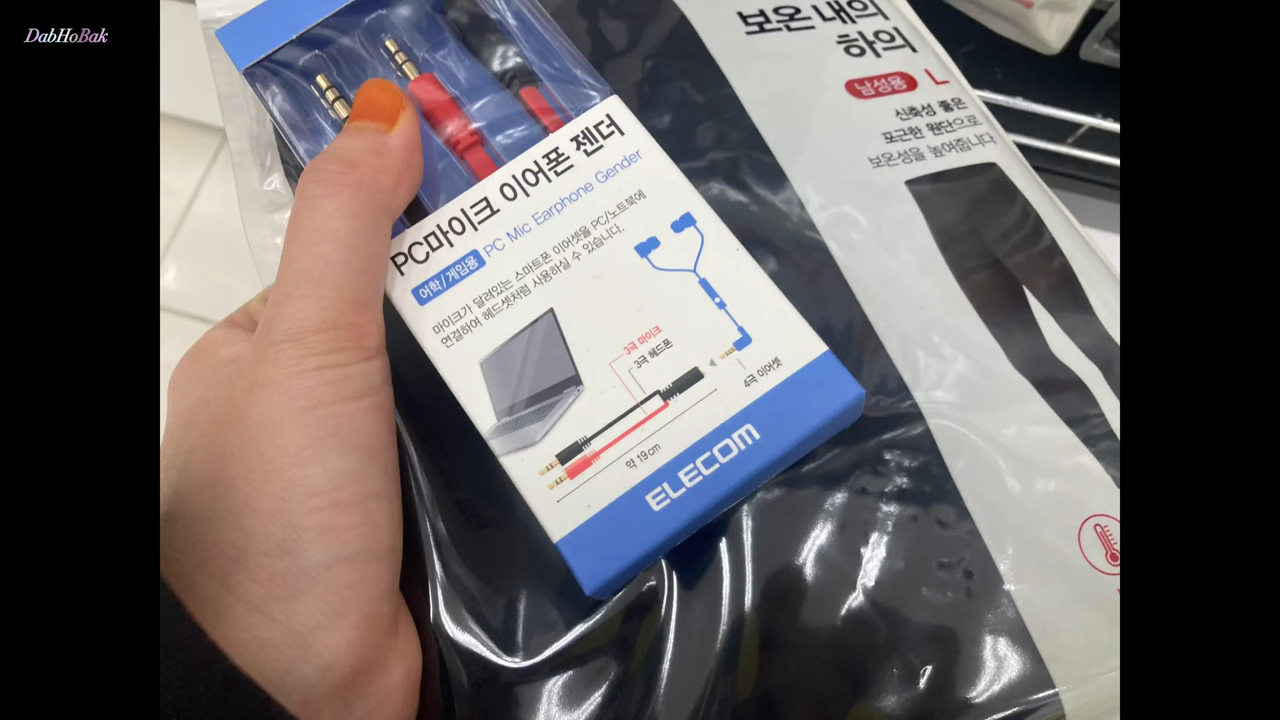 DabHoBak
PC마이크 이어폰 젠더
어학/게임용 PC Mic Earphone Gender
마이크가 달려있는 스마트폰 이어셋을 PC/노트북에
연결하여 헤드셋처럼 사용하실 수 있습니다.
3극 마이크
3극 헤드폰
4극 이어셋
약 19cm
ELECOM
보온내의
하의
남성용 L
신축성 좋은
포근한 원단으로
보온성을 높여줍니다